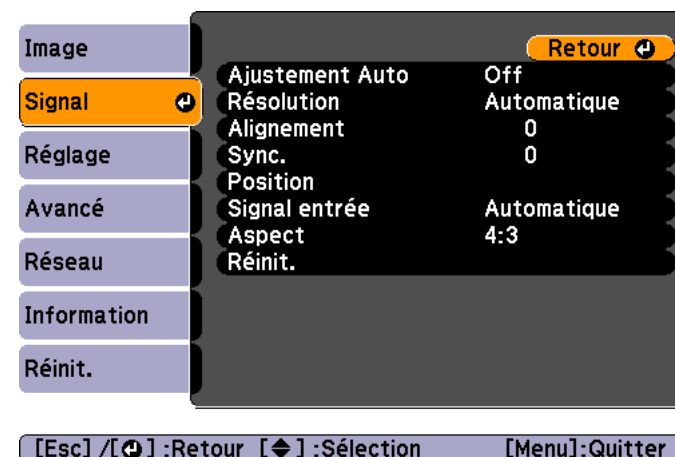 Image
Signal
Réglage
Avancé
Réseau
Information
Réinit.
Retour
Ajustement Auto Off
Résolution Automatique
Alignement 0
Sync. 0
Position
Signal entrée Automatique
Aspect 4:3
Réinit.
[Esc] /[⏎] :Retour [◆] :Sélection [Menu]:Quitter